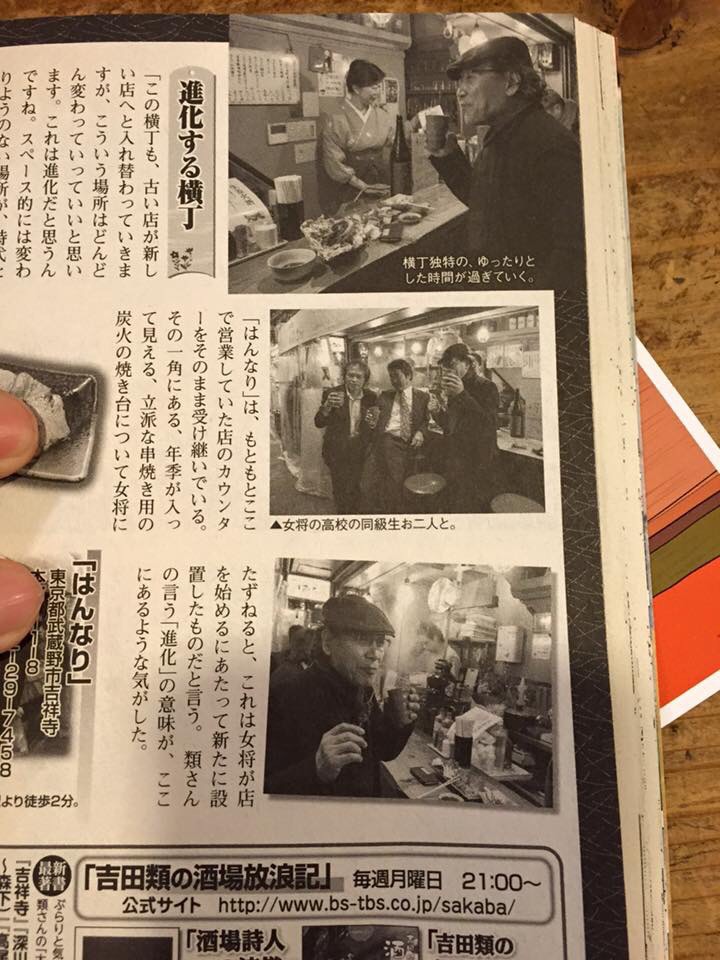 進化する横丁
「この横丁も、古い店が新し
い店へと入れ替わっていきま
すが、こういう場所はどんど
ん変わっていっていいと思い
ます。これは進化だと思うん
ですね。スペース的には変わ
りようのない場所が、時代と
横丁独特の、ゆったりと
した時間が過ぎていく。
「はんなり」は、もともとここ
で営業していた店のカウンタ
ーをそのまま受け継いでいる。
その一角にある、年季が入っ
て見える、立派な串焼き用の
炭火の焼き台について女将に
▲女将の高校の同級生お二人と。
たずねると、これは女将が店
を始めるにあたって新たに設
置したものだと言う。類さん
の言う「進化」の意味が、ここ
にあるような気がした。
「はんなり」
東京都武蔵野市吉祥寺
1-8
-29-7458
より徒歩2分。
「吉田類の酒場放浪記」 毎週月曜日 21:00〜
公式サイト http://www.bs-tbs.co.jp/sakaba/
新書
最著
ぶらりと気
類さんの
『吉祥寺』『深川
〜森下)』『高尾
「酒場詩人
「吉田類の